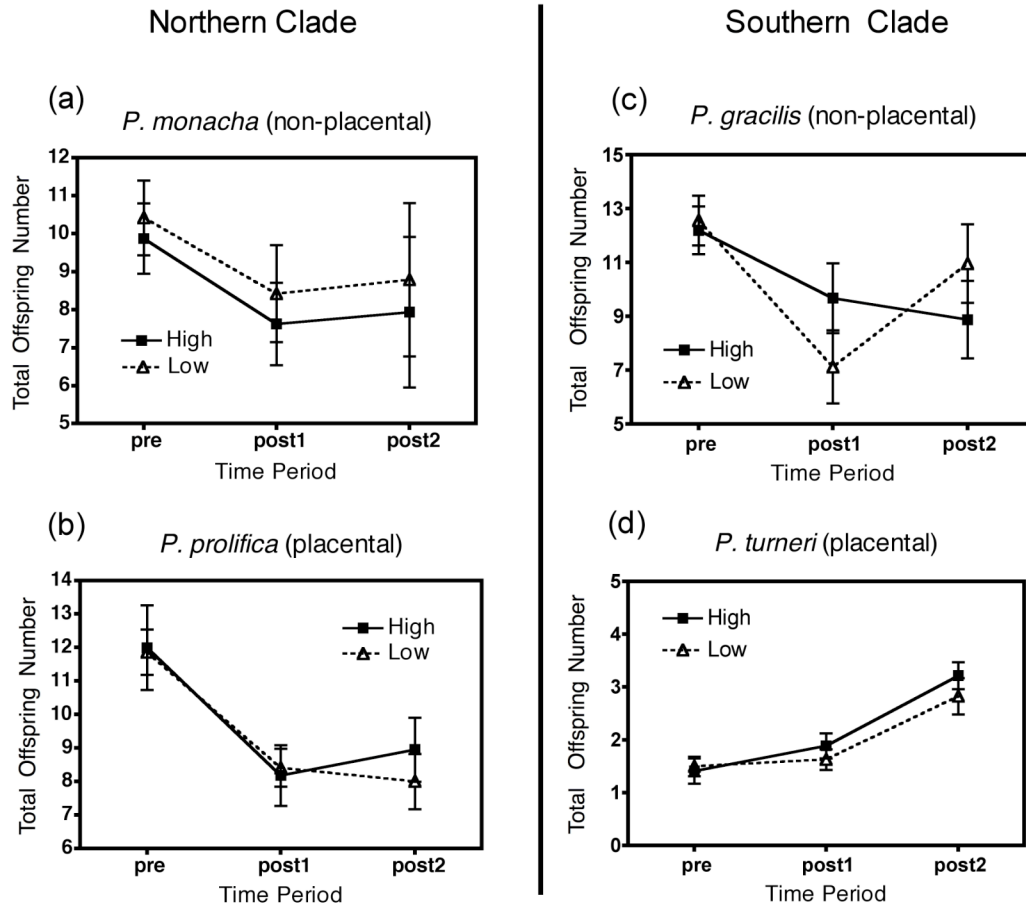 Northern Clade
Southern Clade
(a)
P. monacha (non-placental)
Total Offspring Number
12
11
10
9
8
7
6
5
High
Low
pre post1 post2
Time Period
(c)
P. gracilis (non-placental)
Total Offspring Number
15
13
11
9
7
5
High
Low
pre post1 post2
Time Period
(b)
P. prolifica (placental)
Total Offspring Number
14
13
12
11
10
9
8
7
6
High
Low
pre post1 post2
Time Period
(d)
P. turneri (placental)
Total Offspring Number
5
4
3
2
1
0
High
Low
pre post1 post2
Time Period